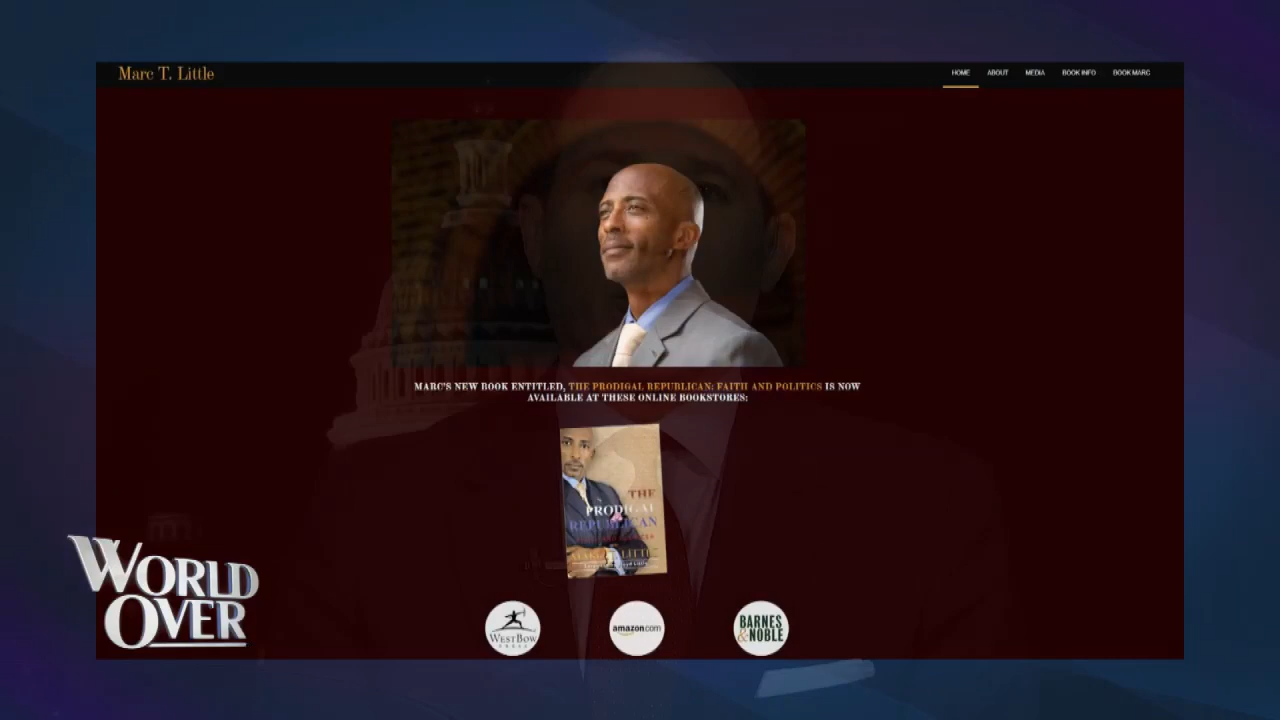 Marc T. Little
HOME ABOUT MEDIA BOOK INFO BOOK MARC
MARC'S NEW BOOK ENTITLED, THE PRODIGAL REPUBLICAN: FAITH AND POLITICS IS NOW
AVAILABLE AT THESE ONLINE BOOKSTORES:
THE
PRODIGAL
REPUBLICAN
WORLD
OVER
WESTBOW
PRESS
amazon.com
BARNES
&NOBLE